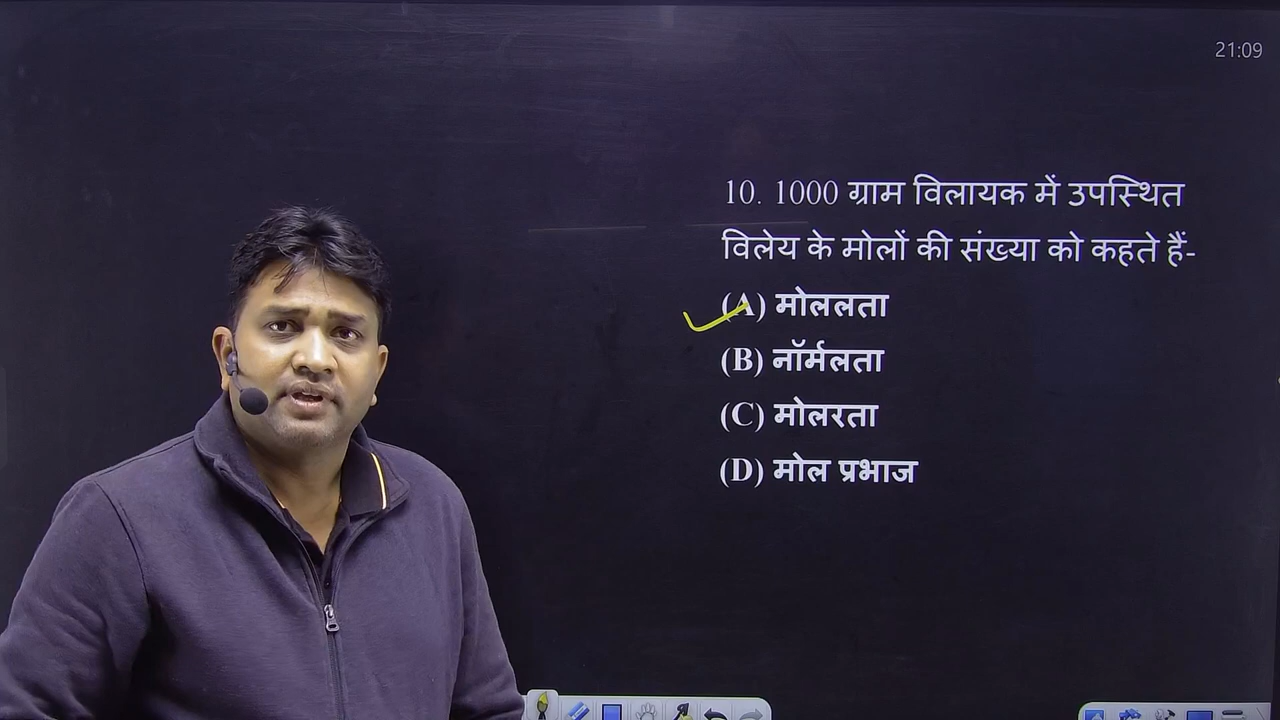 21:09
10. 1000 ग्राम विलायक में उपस्थित
विलेय के मोलों की संख्या को कहते हैं-
(A) मोललता
(B) नॉर्मलता
(C) मोलरता
(D) मोल प्रभाज